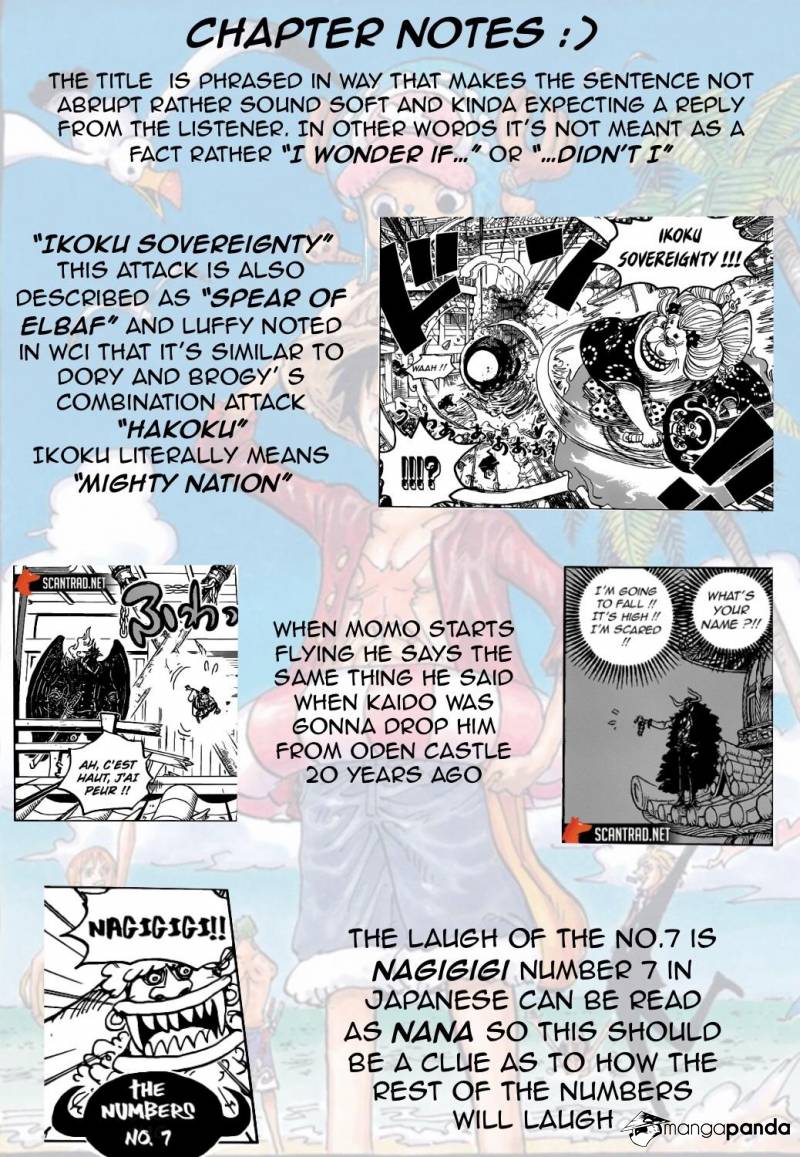 CHAPTER NOTES :)
THE TITLE IS PHRASED IN WAY THAT MAKES THE SENTENCE NOT
ABRUPT RATHER SOUND SOFT AND KINDA EXPECTING A REPLY
FROM THE LISTENER. IN OTHER WORDS IT'S NOT MEANT AS A
FACT RATHER "I WONDER IF..." OR "...DIDN'T I"
"IKOKU SOVEREIGNTY"
THIS ATTACK IS ALSO
DESCRIBED AS "SPEAR OF
ELBAF" AND LUFFY NOTED
IN WCI THAT IT'S SIMILAR TO
DORY AND BROGY' S
COMBINATION ATTACK
"HAKOKU"
IKOKU LITERALLY MEANS
"MIGHTY NATION"
IKOKU
SOVEREIGNTY !!!
ドン!!
WAAH !!
!!!?
SCANTRAD.NET
AH, C'EST
HAUT, J'AI
PEUR !!
WHEN MOMO STARTS
FLYING HE SAYS THE
SAME THING HE SAID
WHEN KAIDO WAS
GONNA DROP HIM
FROM ODEN CASTLE
20 YEARS AGO
I'M GOING
TO FALL !!
IT'S HIGH !!
I'M SCARED
!!
WHAT'S
YOUR
NAME ?!!
SCANTRAD.NET
NAGIGIGI!!
THE
NUMBERS
NO. 7
THE LAUGH OF THE NO.7 IS
NAGIGIGI NUMBER 7 IN
JAPANESE CAN BE READ
AS NANA SO THIS SHOULD
BE A CLUE AS TO HOW THE
REST OF THE NUMBERS
WILL LAUGH
mangapanda